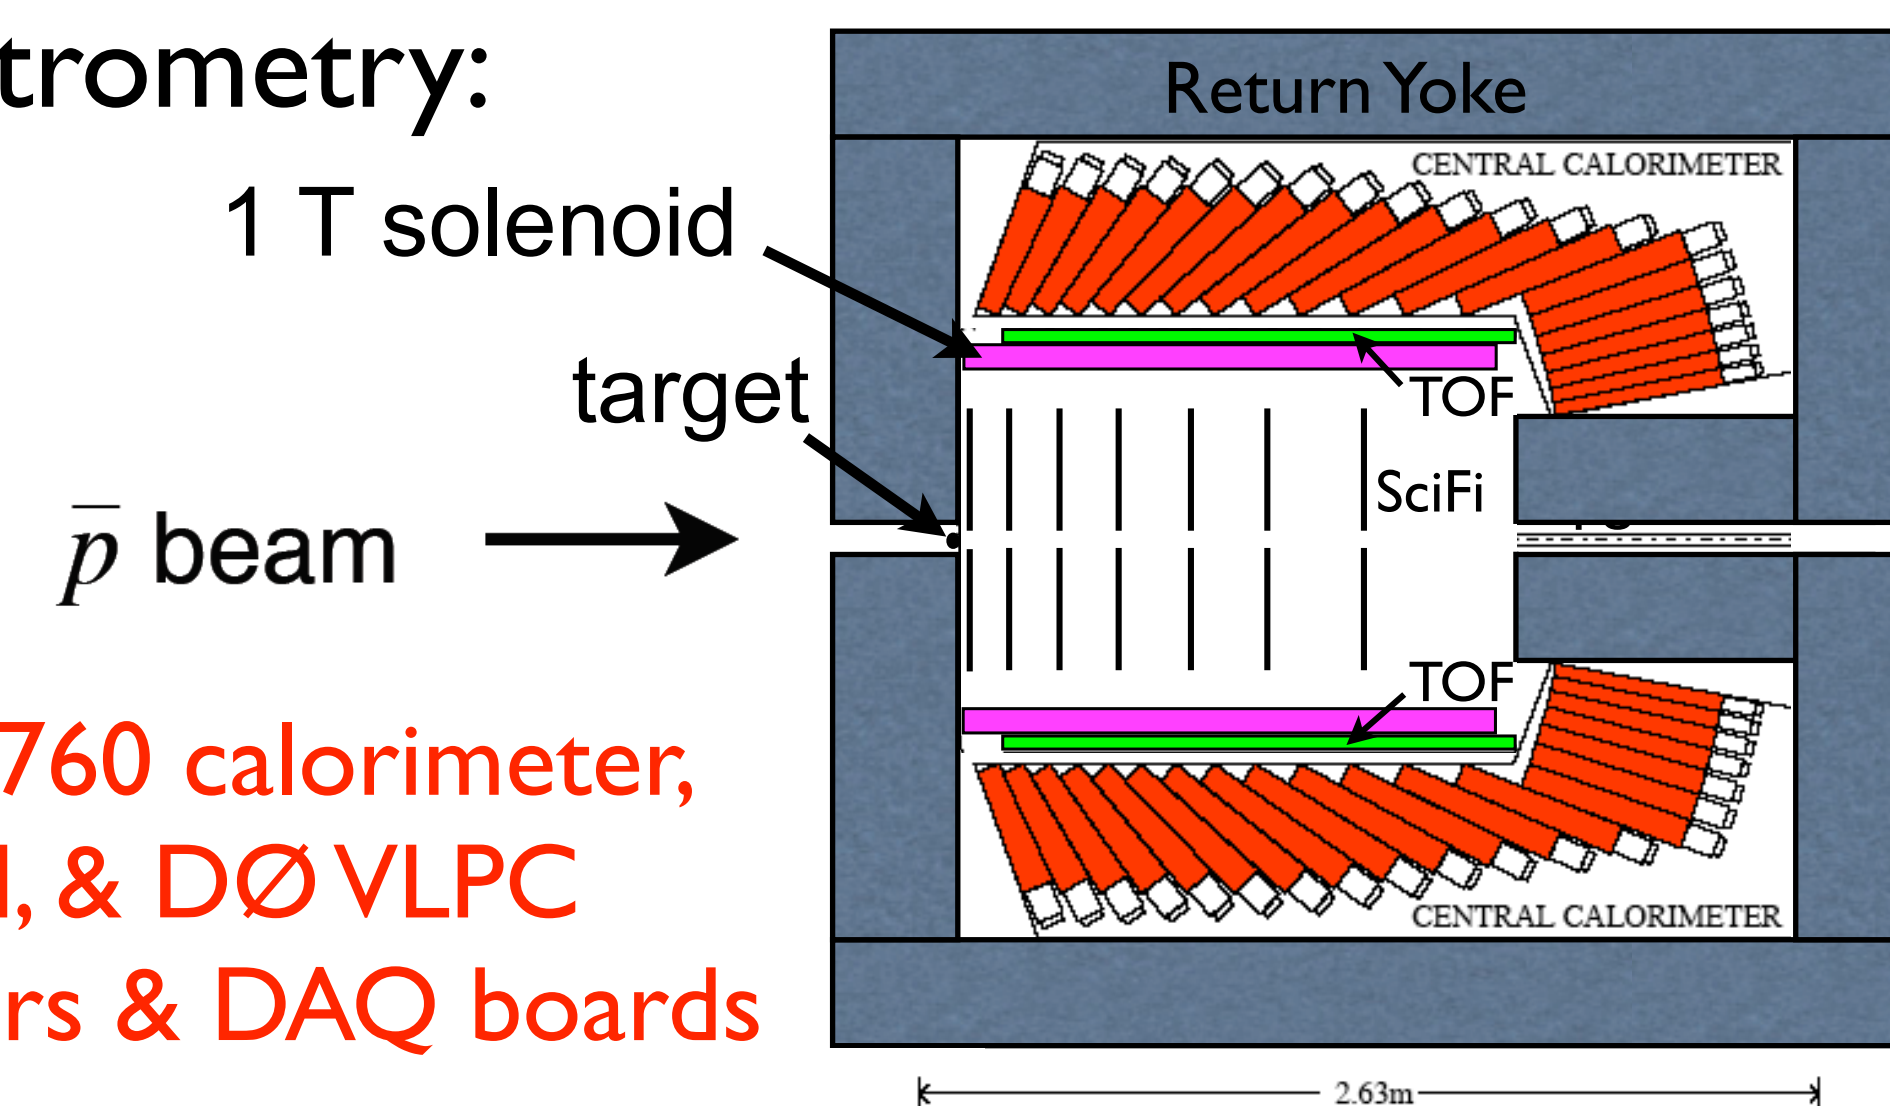 trometry:
Return Yoke
CENTRAL CALORIMETER
1 T solenoid
target
TOF
SciFi
p̅ beam
TOF
760 calorimeter,
, & DØ VLPC
CENTRAL CALORIMETER
rs & DAQ boards
2.63m